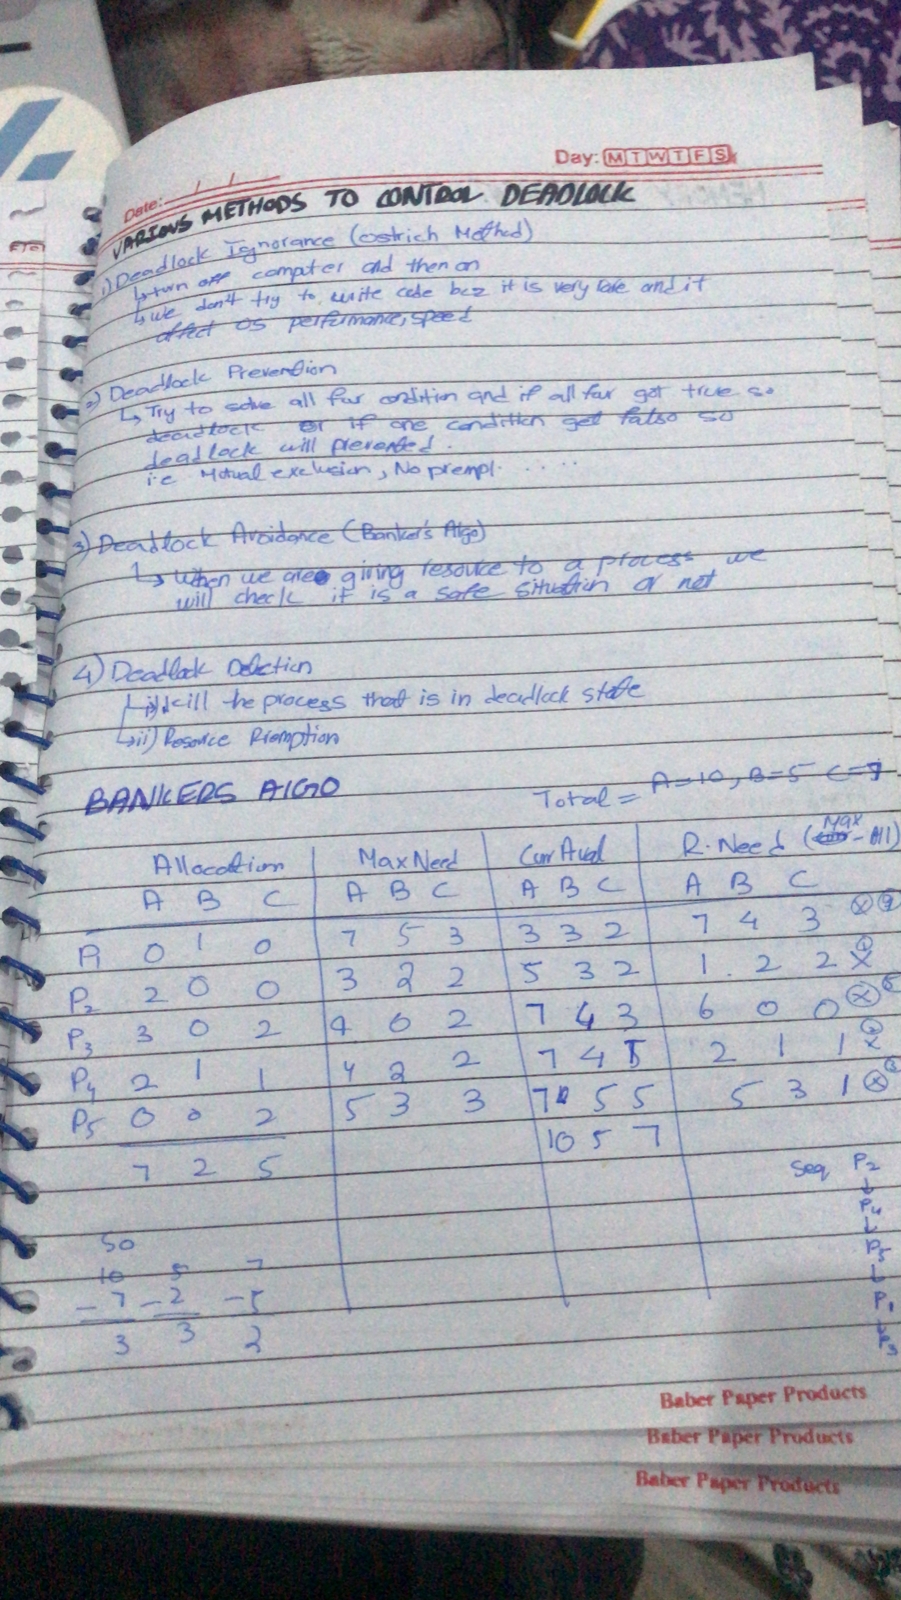 Day: M T W T F S
Date: / /
VARIOUS METHODS TO CONTROL DEADLOCK
1) Deadlock Ignorance (Ostrich Method)
↳ turn off computer and then on
↳ we don't try to write code bcz it is very rare and it
affect OS performance, speed
2) Deadlock Prevention
↳ Try to solve all four condition and if all four got true so
deadlock or if one condition get false so
deadlock will prevented.
i.e Mutual exclusion, No prempt.....
3) Deadlock Avoidance (Banker's Algo)
↳ When we are giving resource to a process we
will check if is a safe situation or not
4) Deadlock Detection
↳ i) kill the process that is in deadlock state
↳ ii) Resource Premption
BANKERS AlGO
Total = A=10, B=5 C=7
Allocation Max Need Curr Avail R. Need (Max - All)
A B C A B C A B C A B C
P1 0 1 0 7 5 3 3 3 2 7 4 3
P2 2 0 0 3 2 2 5 3 2 1 2 2
P3 3 0 2 9 0 2 7 4 3 6 0 0
P4 2 1 1 4 2 2 7 4 5 2 1 1
P5 0 0 2 5 3 3 7 5 5 5 3 1
10 5 7
7 2 5
Seq P2
↓
P4
↓
P5
↓
P1
↓
P3
So
10 5 7
- 7 - 2 - 5
3 3 2
Baber Paper Products
Baber Paper Products
Baber Paper Products